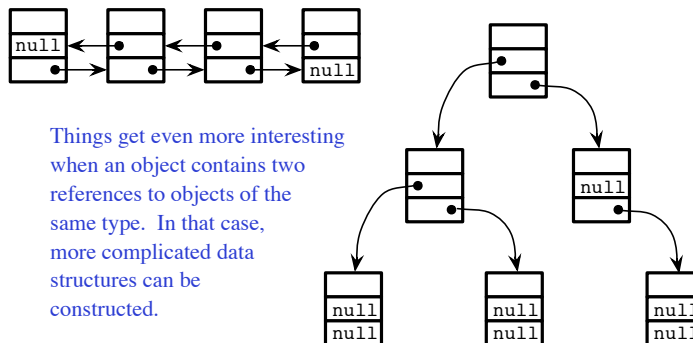 null
null
Things get even more interesting
when an object contains two
references to objects of the
same type. In that case,
more complicated data
structures can be
constructed.
null
null
null
null
null
null
null